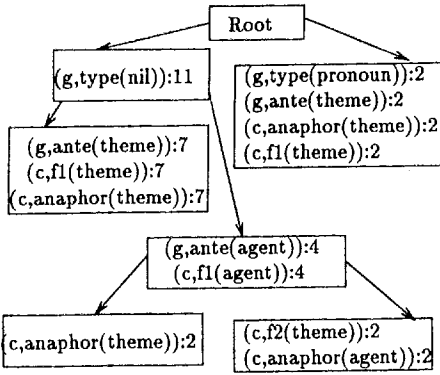 Root
(g,type(nil)):11
(g,type(pronoun)):2
(g,ante(theme)):2
(c,anaphor(theme)):2
(c,f1(theme)):2
(g,ante(theme)):7
(c,f1(theme)):7
(c,anaphor(theme)):7
(g,ante(agent)):4
(c,f1(agent)):4
(c,anaphor(theme)):2
(c,f2(theme)):2
(c,anaphor(agent)):2